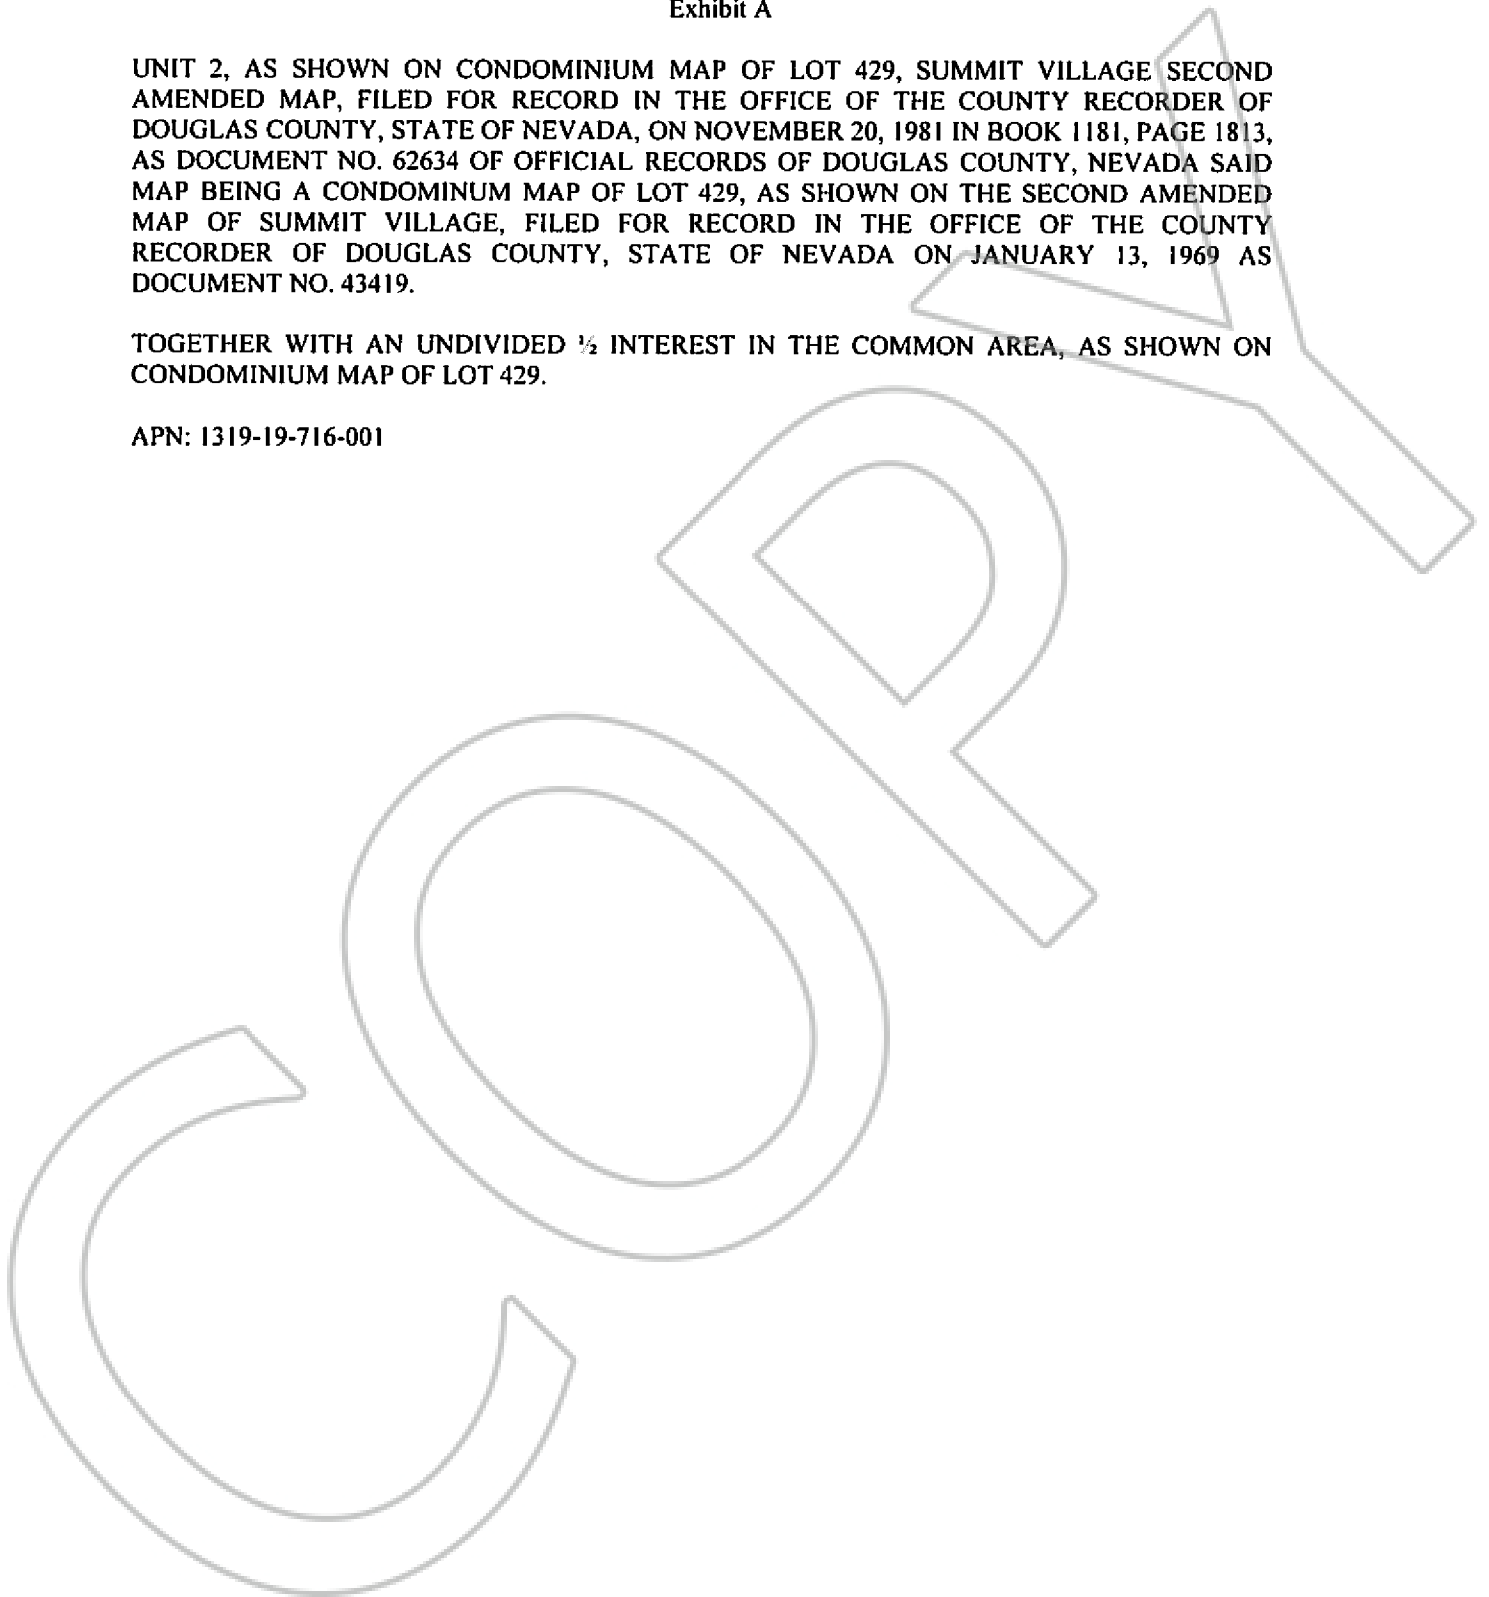 Exhibit A
UNIT 2, AS SHOWN ON CONDOMINIUM MAP OF LOT 429, SUMMIT VILLAGE SECOND
AMENDED MAP, FILED FOR RECORD IN THE OFFICE OF THE COUNTY RECORDER OF
DOUGLAS COUNTY, STATE OF NEVADA, ON NOVEMBER 20, 1981 IN BOOK 1181, PAGE 1813,
AS DOCUMENT NO. 62634 OF OFFICIAL RECORDS OF DOUGLAS COUNTY, NEVADA SAID
MAP BEING A CONDOMINUM MAP OF LOT 429, AS SHOWN ON THE SECOND AMENDED
MAP OF SUMMIT VILLAGE, FILED FOR RECORD IN THE OFFICE OF THE COUNTY
RECORDER OF DOUGLAS COUNTY, STATE OF NEVADA ON JANUARY 13, 1969 AS
DOCUMENT NO. 43419.
TOGETHER WITH AN UNDIVIDED ½ INTEREST IN THE COMMON AREA, AS SHOWN ON
CONDOMINIUM MAP OF LOT 429.
APN: 1319-19-716-001
COPY